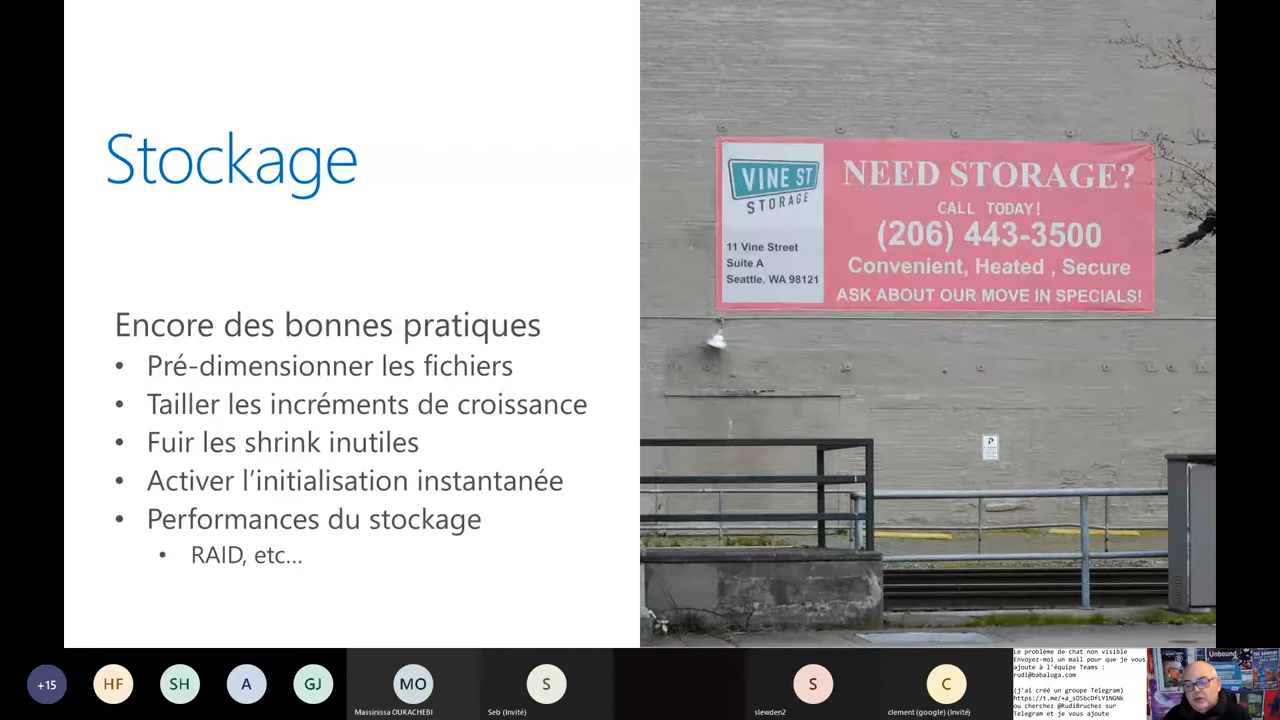 Stockage
Encore des bonnes pratiques
• Pré-dimensionner les fichiers
• Tailler les incréments de croissance
• Fuir les shrink inutiles
• Activer l’initialisation instantanée
• Performances du stockage
• RAID, etc...
VINE ST
STORAGE
11 Vine Street
Suite A
Seattle, WA 98121
NEED STORAGE?
CALL TODAY!
(206) 443-3500
Convenient, Heated , Secure
ASK ABOUT OUR MOVE IN SPECIALS!
P
+15
HF
SH
A
GJ
MO
Massinissa OUKACHEBI
S
Seb (Invité)
S
slewden2
C
clement (google) (Invité)
Le problème de chat non visible
Envoyez-moi un mail pour que je vous
ajoute à l'équipe Teams :
rudi@babaluga.com
(j'ai créé un groupe Telegram)
ou cherchez @RudiBruchez sur
Telegram et je vous ajoute
Unbound